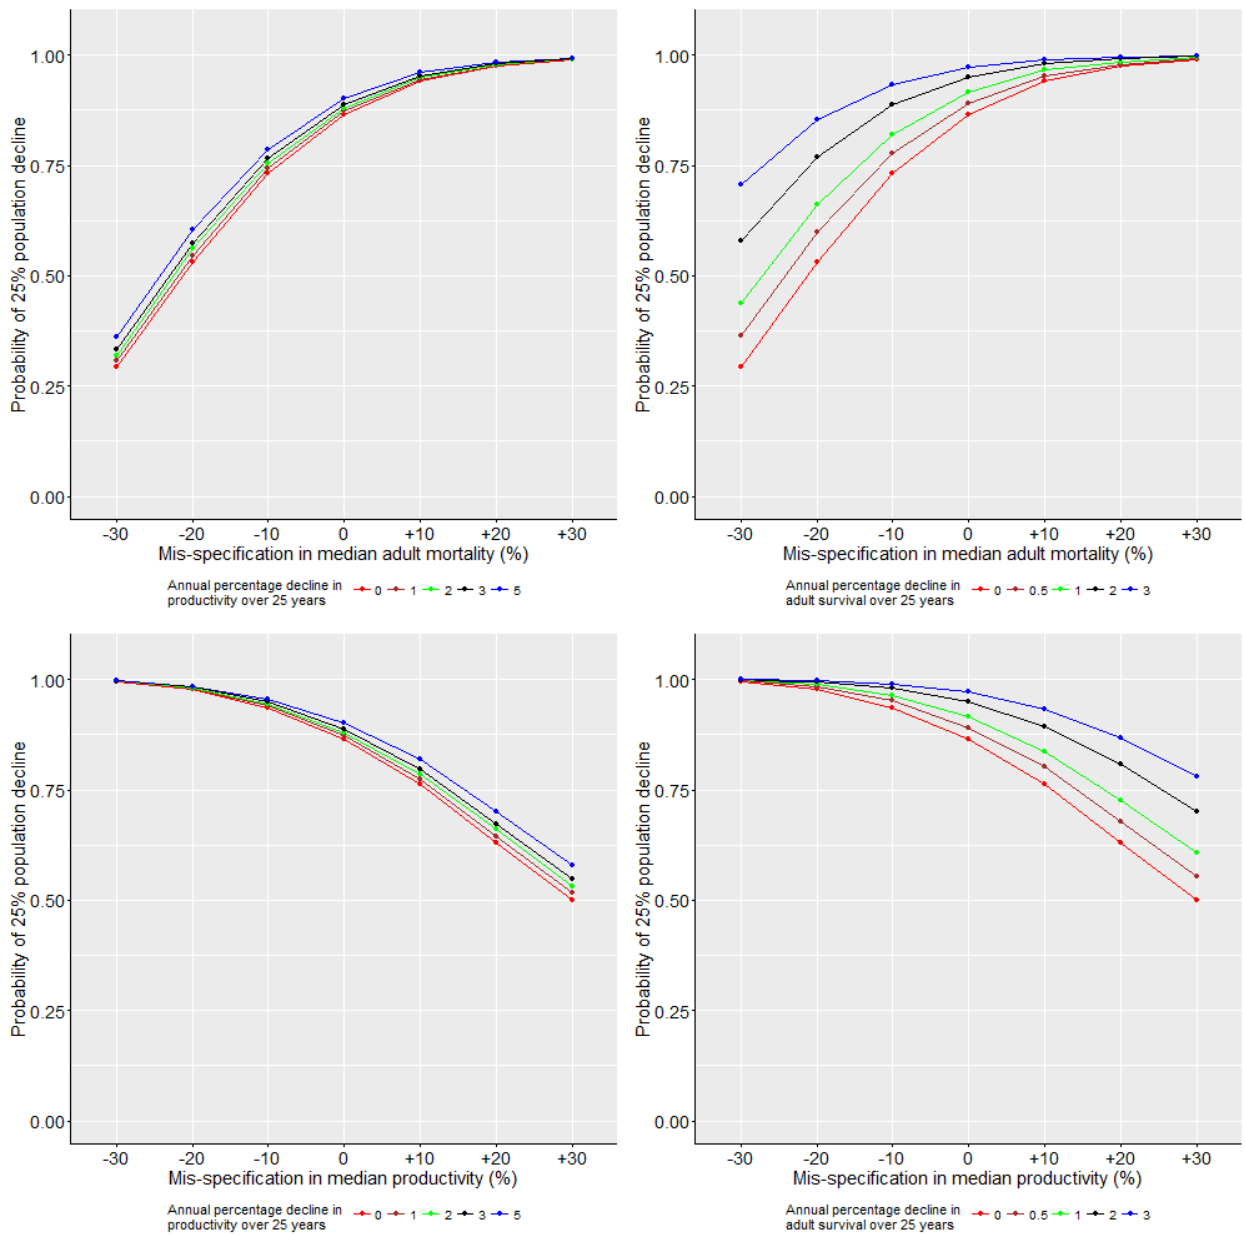 Probability of 25% population decline
1.00
0.75
0.50
0.25
0.00
-30 -20 -10 0 +10 +20 +30
Mis-specification in median adult mortality (%)
Annual percentage decline in
productivity over 25 years
0 1 2 3 5
Probability of 25% population decline
1.00
0.75
0.50
0.25
0.00
-30 -20 -10 0 +10 +20 +30
Mis-specification in median adult mortality (%)
Annual percentage decline in
adult survival over 25 years
0 0.5 1 2 3
Probability of 25% population decline
1.00
0.75
0.50
0.25
0.00
-30 -20 -10 0 +10 +20 +30
Mis-specification in median productivity (%)
Annual percentage decline in
productivity over 25 years
0 1 2 3 5
Probability of 25% population decline
1.00
0.75
0.50
0.25
0.00
-30 -20 -10 0 +10 +20 +30
Mis-specification in median productivity (%)
Annual percentage decline in
adult survival over 25 years
0 0.5 1 2 3